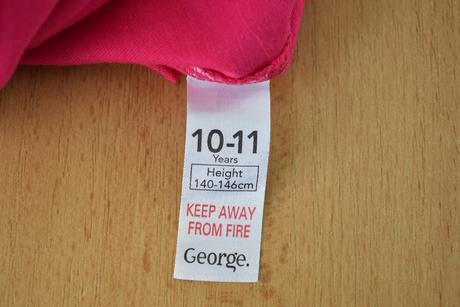 10-11
Years
Height
140-146cm
KEEP AWAY
FROM FIRE
George.